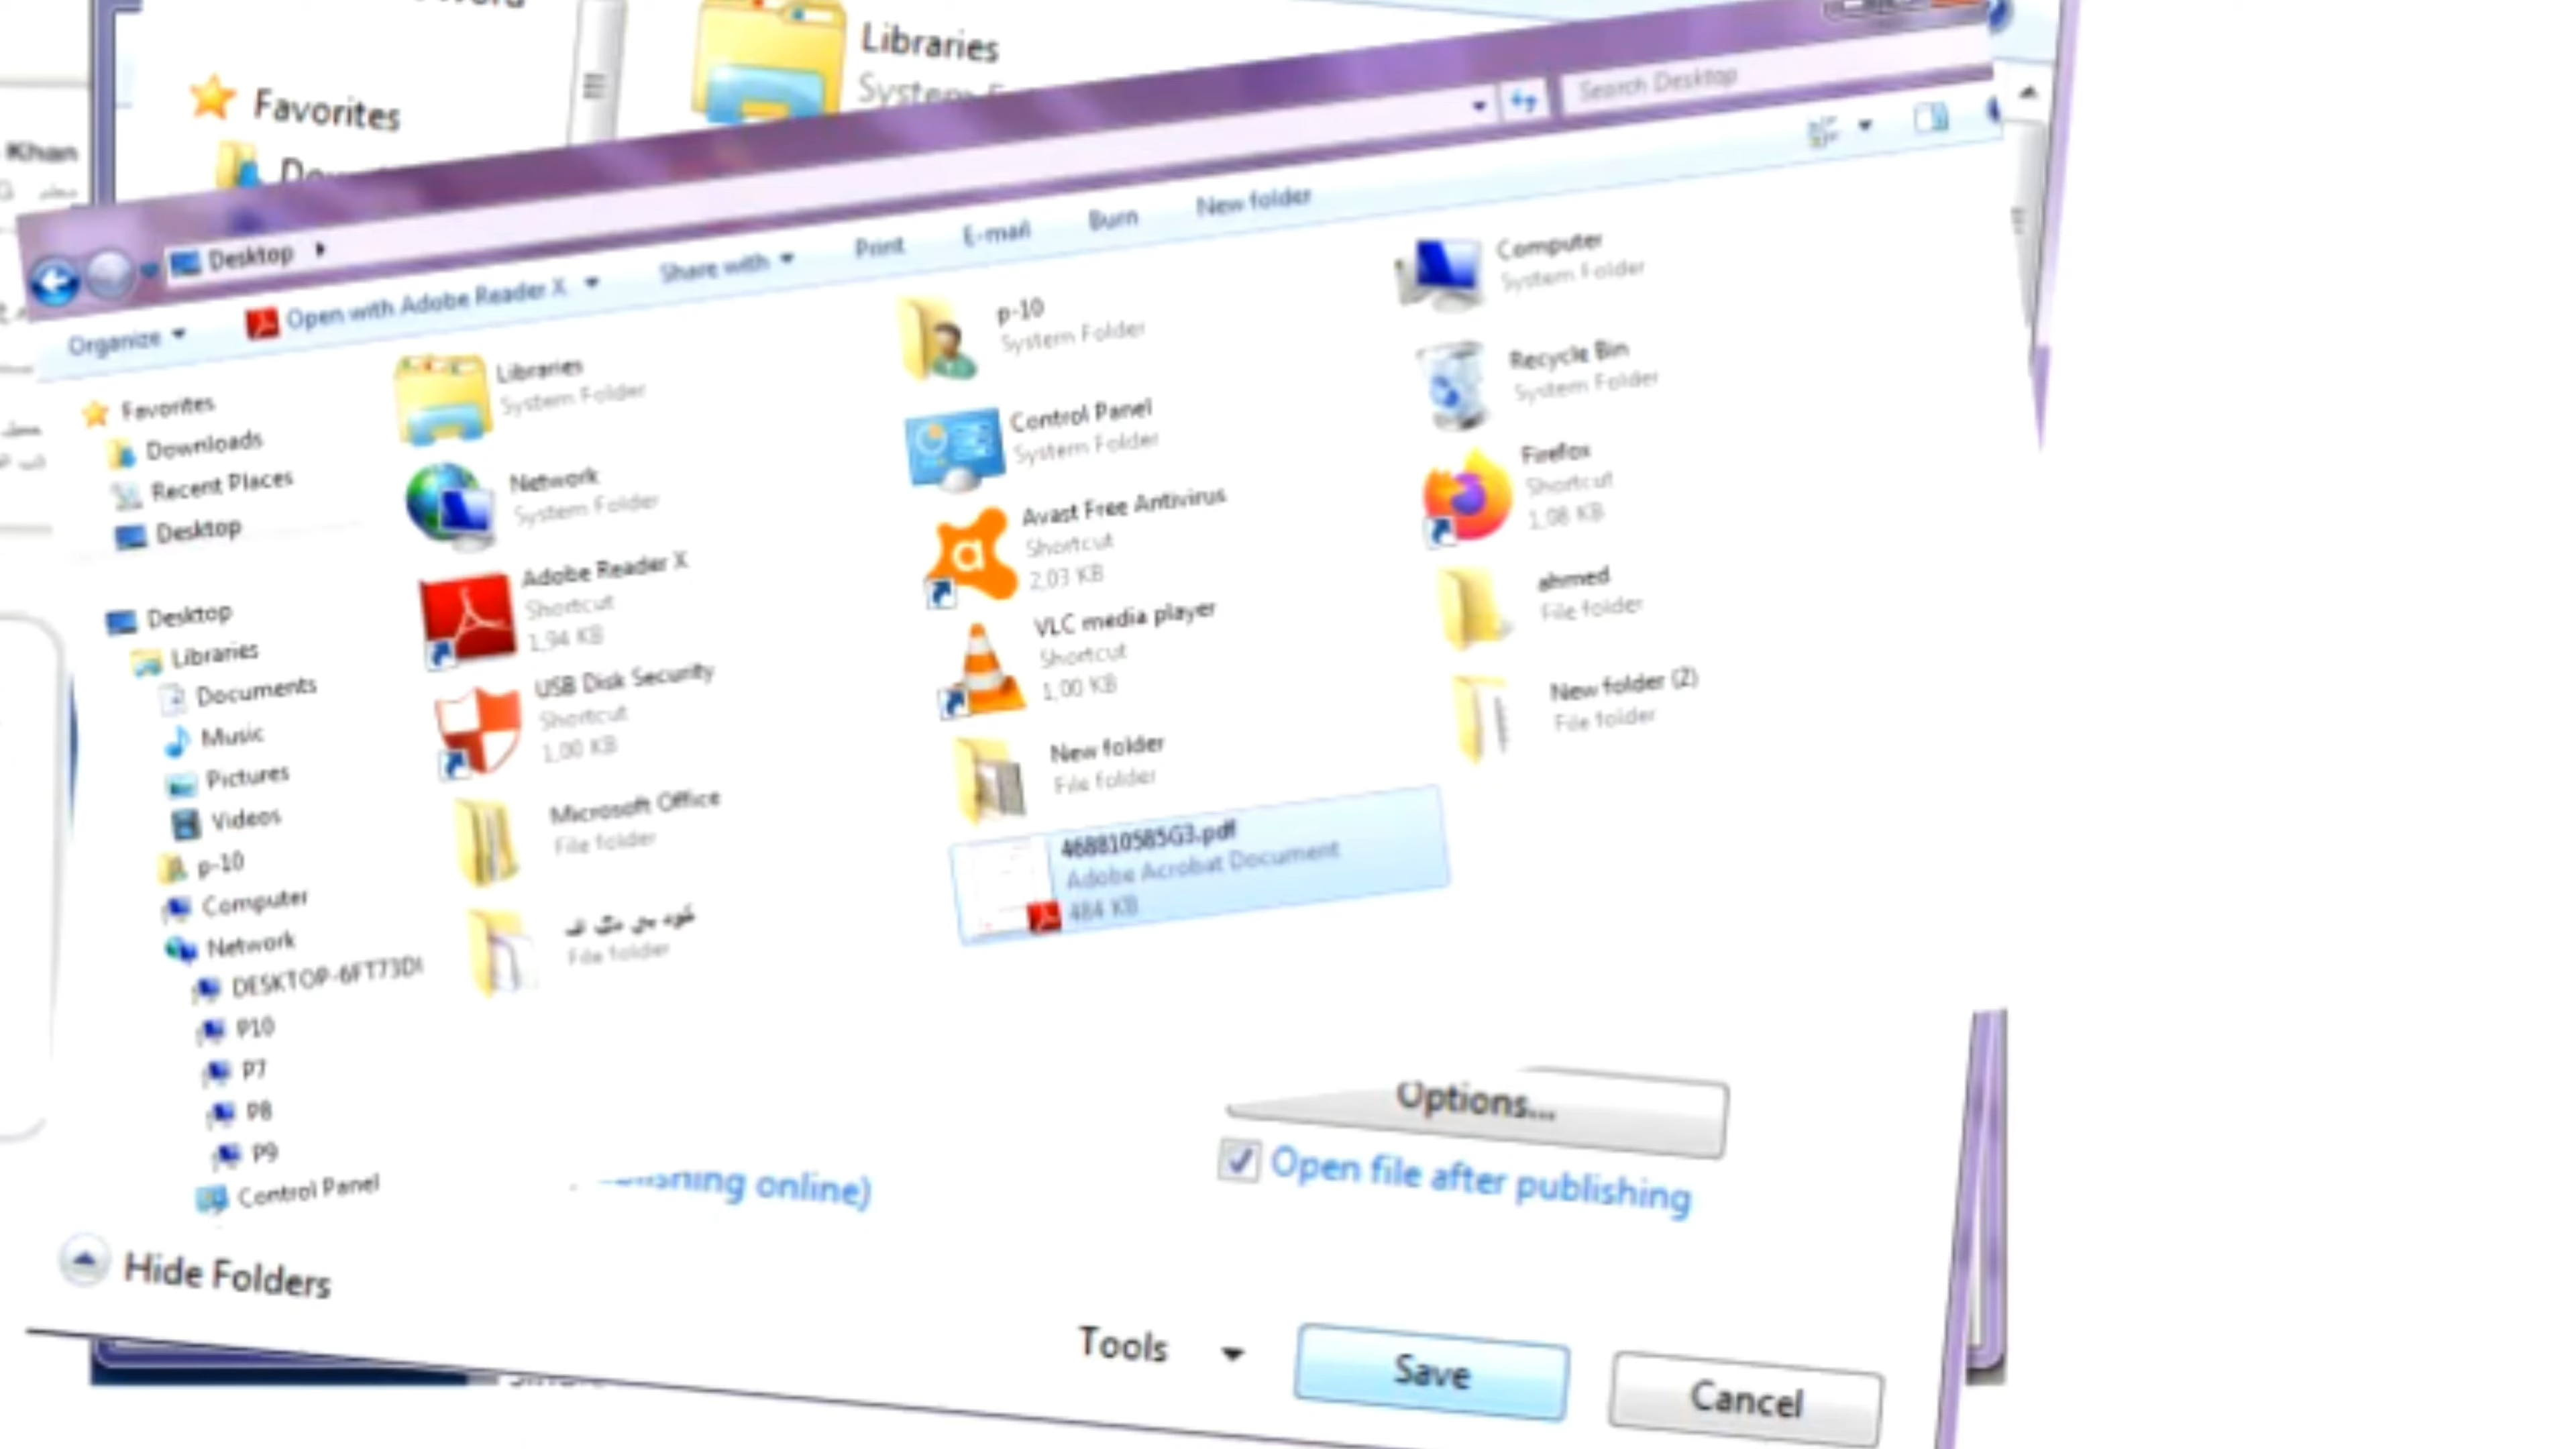 Libraries
Favorites
Khan
Search Desktop
Desktop
Organize
Open with Adobe Reader X
Share with
Print
E-mail
Burn
New folder
Favorites
Downloads
Recent Places
Desktop
Desktop
Libraries
Documents
Music
Pictures
Videos
p-10
Computer
Network
DESKTOP-6FT73D
P10
P7
P8
P9
Control Panel
Libraries
System Folder
Network
System Folder
Adobe Reader X
Shortcut
1,94 KB
USB Disk Security
Shortcut
1,00 KB
Microsoft Office
File folder
File folder
p-10
System Folder
Control Panel
System Folder
Avast Free Antivirus
Shortcut
2,03 KB
VLC media player
Shortcut
1,00 KB
New folder
File folder
468810585G3.pdf
Adobe Acrobat Document
484 KB
Computer
System Folder
Recycle Bin
System Folder
Firefox
Shortcut
1,08 KB
ahmed
File folder
New folder (2)
File folder
Options...
online)
Open file after publishing
Hide Folders
Tools
Save
Cancel